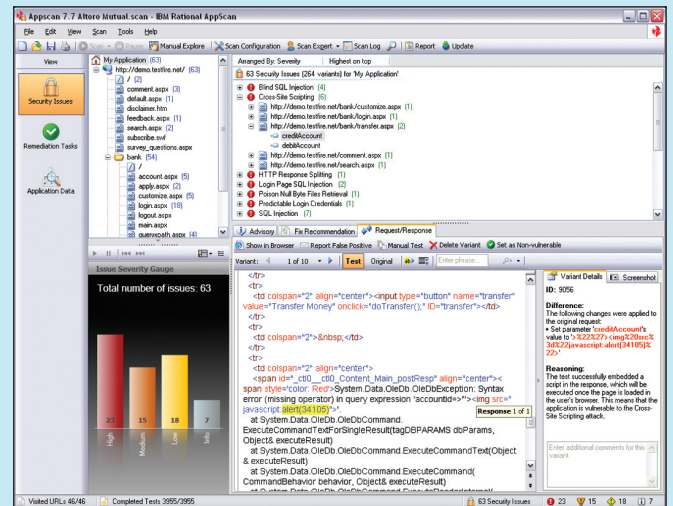 Appscan 7.7 Altoro Mutual.scan - IBM Rational AppScan
File Edit View Scan Tools Help
Scan Pause Manual Explore Scan Configuration Scan Expert Scan Log Report Update
View
Security Issues
Remediation Tasks
Application Data
My Application (63)
http://demo.testfire.net/ (63)
/ (2)
comment.aspx (3)
default.aspx (1)
disclaimer.htm
feedback.aspx (1)
search.aspx (2)
subscribe.swf
survey_questions.aspx
bank (54)
/
account.aspx (5)
apply.aspx (2)
customize.aspx (5)
login.aspx (18)
logout.aspx
main.aspx
queryxpath.aspx (4)
Arranged By: Severity Highest on top
63 Security Issues (264 variants) for 'My Application'
Blind SQL Injection (4)
Cross-Site Scripting (6)
http://demo.testfire.net/bank/customize.aspx (1)
http://demo.testfire.net/bank/login.aspx (1)
http://demo.testfire.net/bank/transfer.aspx (2)
creditAccount
debitAccount
http://demo.testfire.net/comment.aspx (1)
http://demo.testfire.net/search.aspx (1)
HTTP Response Splitting (1)
Login Page SQL Injection (2)
Poison Null Byte Files Retrieval (1)
Predictable Login Credentials (1)
SQL Injection (7)
Advisory Fix Recommendation Request/Response
Show in Browser Report False Positive Manual Test Delete Variant Set as Non-vulnerable
Variant: 1 of 10 Test Original ab Enter phrase...
Issue Severity Gauge
Total number of issues: 63
23
15
18
7
High
Medium
Low
Info
</tr>
<tr>
<td colspan="2" align="center"><input type="button" name="transfer"
value="Transfer Money" onclick="doTransfer();" ID="transfer"></td>
</tr>
<tr>
<td colspan="2">&nbsp;</td>
</tr>
<tr>
<td colspan="2" align="center">
<span id="_ctl0__ctl0_Content_Main_postResp" align="center"><
span style='color: Red'>System.Data.OleDb.OleDbException: Syntax
error (missing operator) in query expression 'accountid=>"'><img src="
javascript:alert(34105)">'.
Response 1 of 1
at System.Data.OleDb.OleDbCommand.
ExecuteCommandTextForSingleResult(tagDBPARAMS dbParams,
Object& executeResult)
at System.Data.OleDb.OleDbCommand.ExecuteCommandText(Object
& executeResult)
at System.Data.OleDb.OleDbCommand.ExecuteCommand(
CommandBehavior behavior, Object& executeResult)
Variant Details Screenshot
ID: 9056
Difference:
The following changes were applied to
the original request:
• Set parameter 'creditAccount's
value to '>%22%27><img%20src%
3d%22javascript:alert(34105)%
22>'
Reasoning:
The test successfully embedded a
script in the response, which will be
executed once the page is loaded in
the user's browser. This means that the
application is vulnerable to the Cross-
Site Scripting attack.
Enter additional comments for this
variant.
Visited URLs 46/46 Completed Tests 3955/3955 63 Security Issues 23 15 18 7